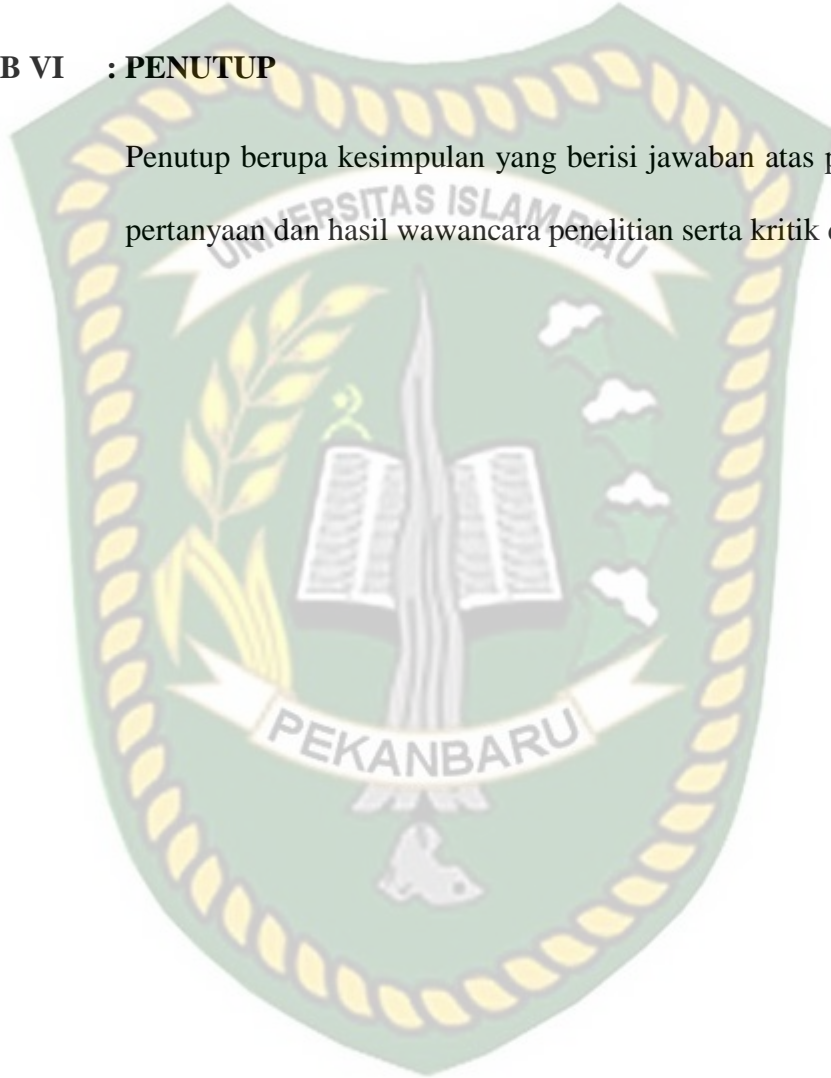 B VI : PENUTUP
Penutup berupa kesimpulan yang berisi jawaban atas p
pertanyaan dan hasil wawancara penelitian serta kritik
UNIVERSITAS ISLAM RIAU
PEKANBARU